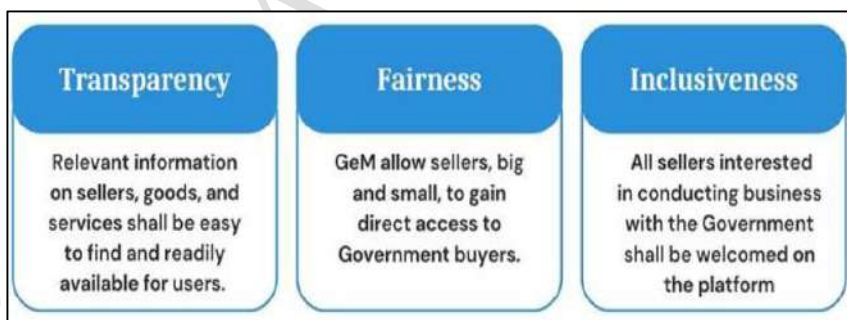 Transparency
Relevant information
on sellers, goods, and
services shall be easy
to find and readily
available for users.
Fairness
GeM allow sellers, big
and small, to gain
direct access to
Government buyers.
Inclusiveness
All sellers interested
in conducting business
with the Government
shall be welcomed on
the platform